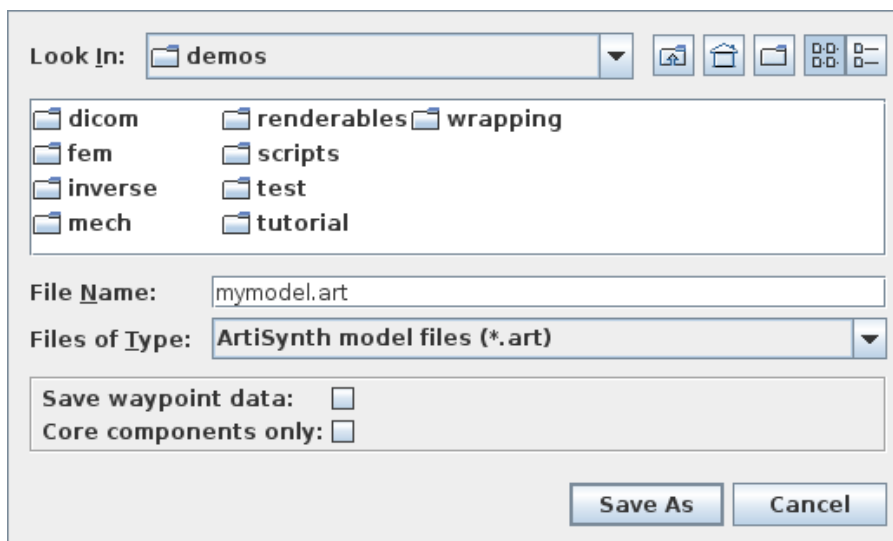 Look In: demos
dicom renderables wrapping
fem scripts
inverse test
mech tutorial
File Name: mymodel.art
Files of Type: ArtiSynth model files (*.art)
Save waypoint data:
Core components only:
Save As Cancel